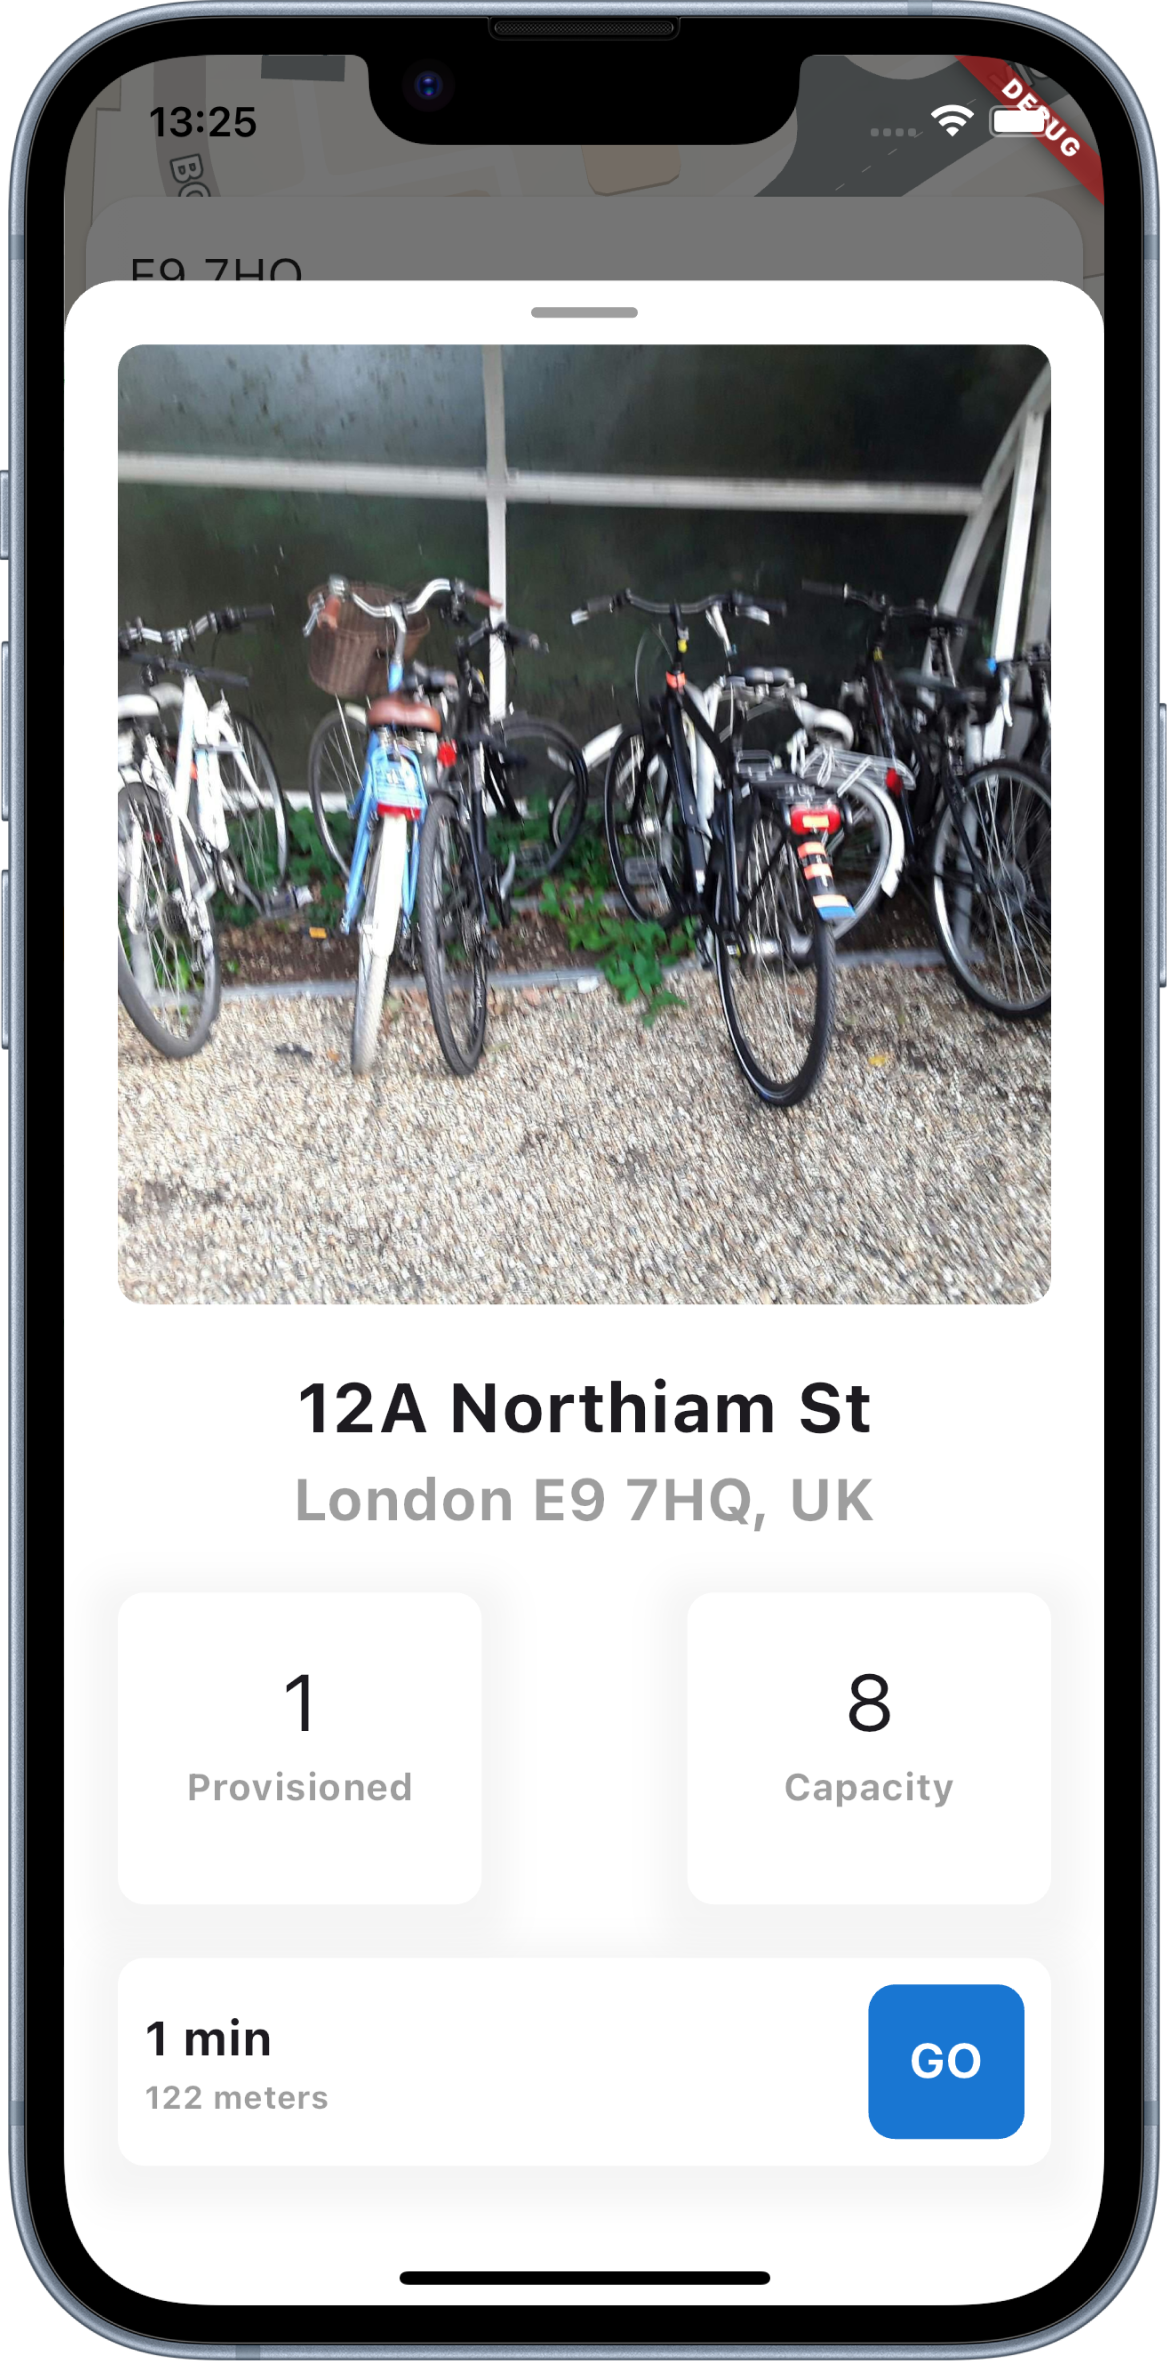 13:25
DEBUG
E9 7HQ
12A Northiam St
London E9 7HQ, UK
1
Provisioned
8
Capacity
1 min
122 meters
GO